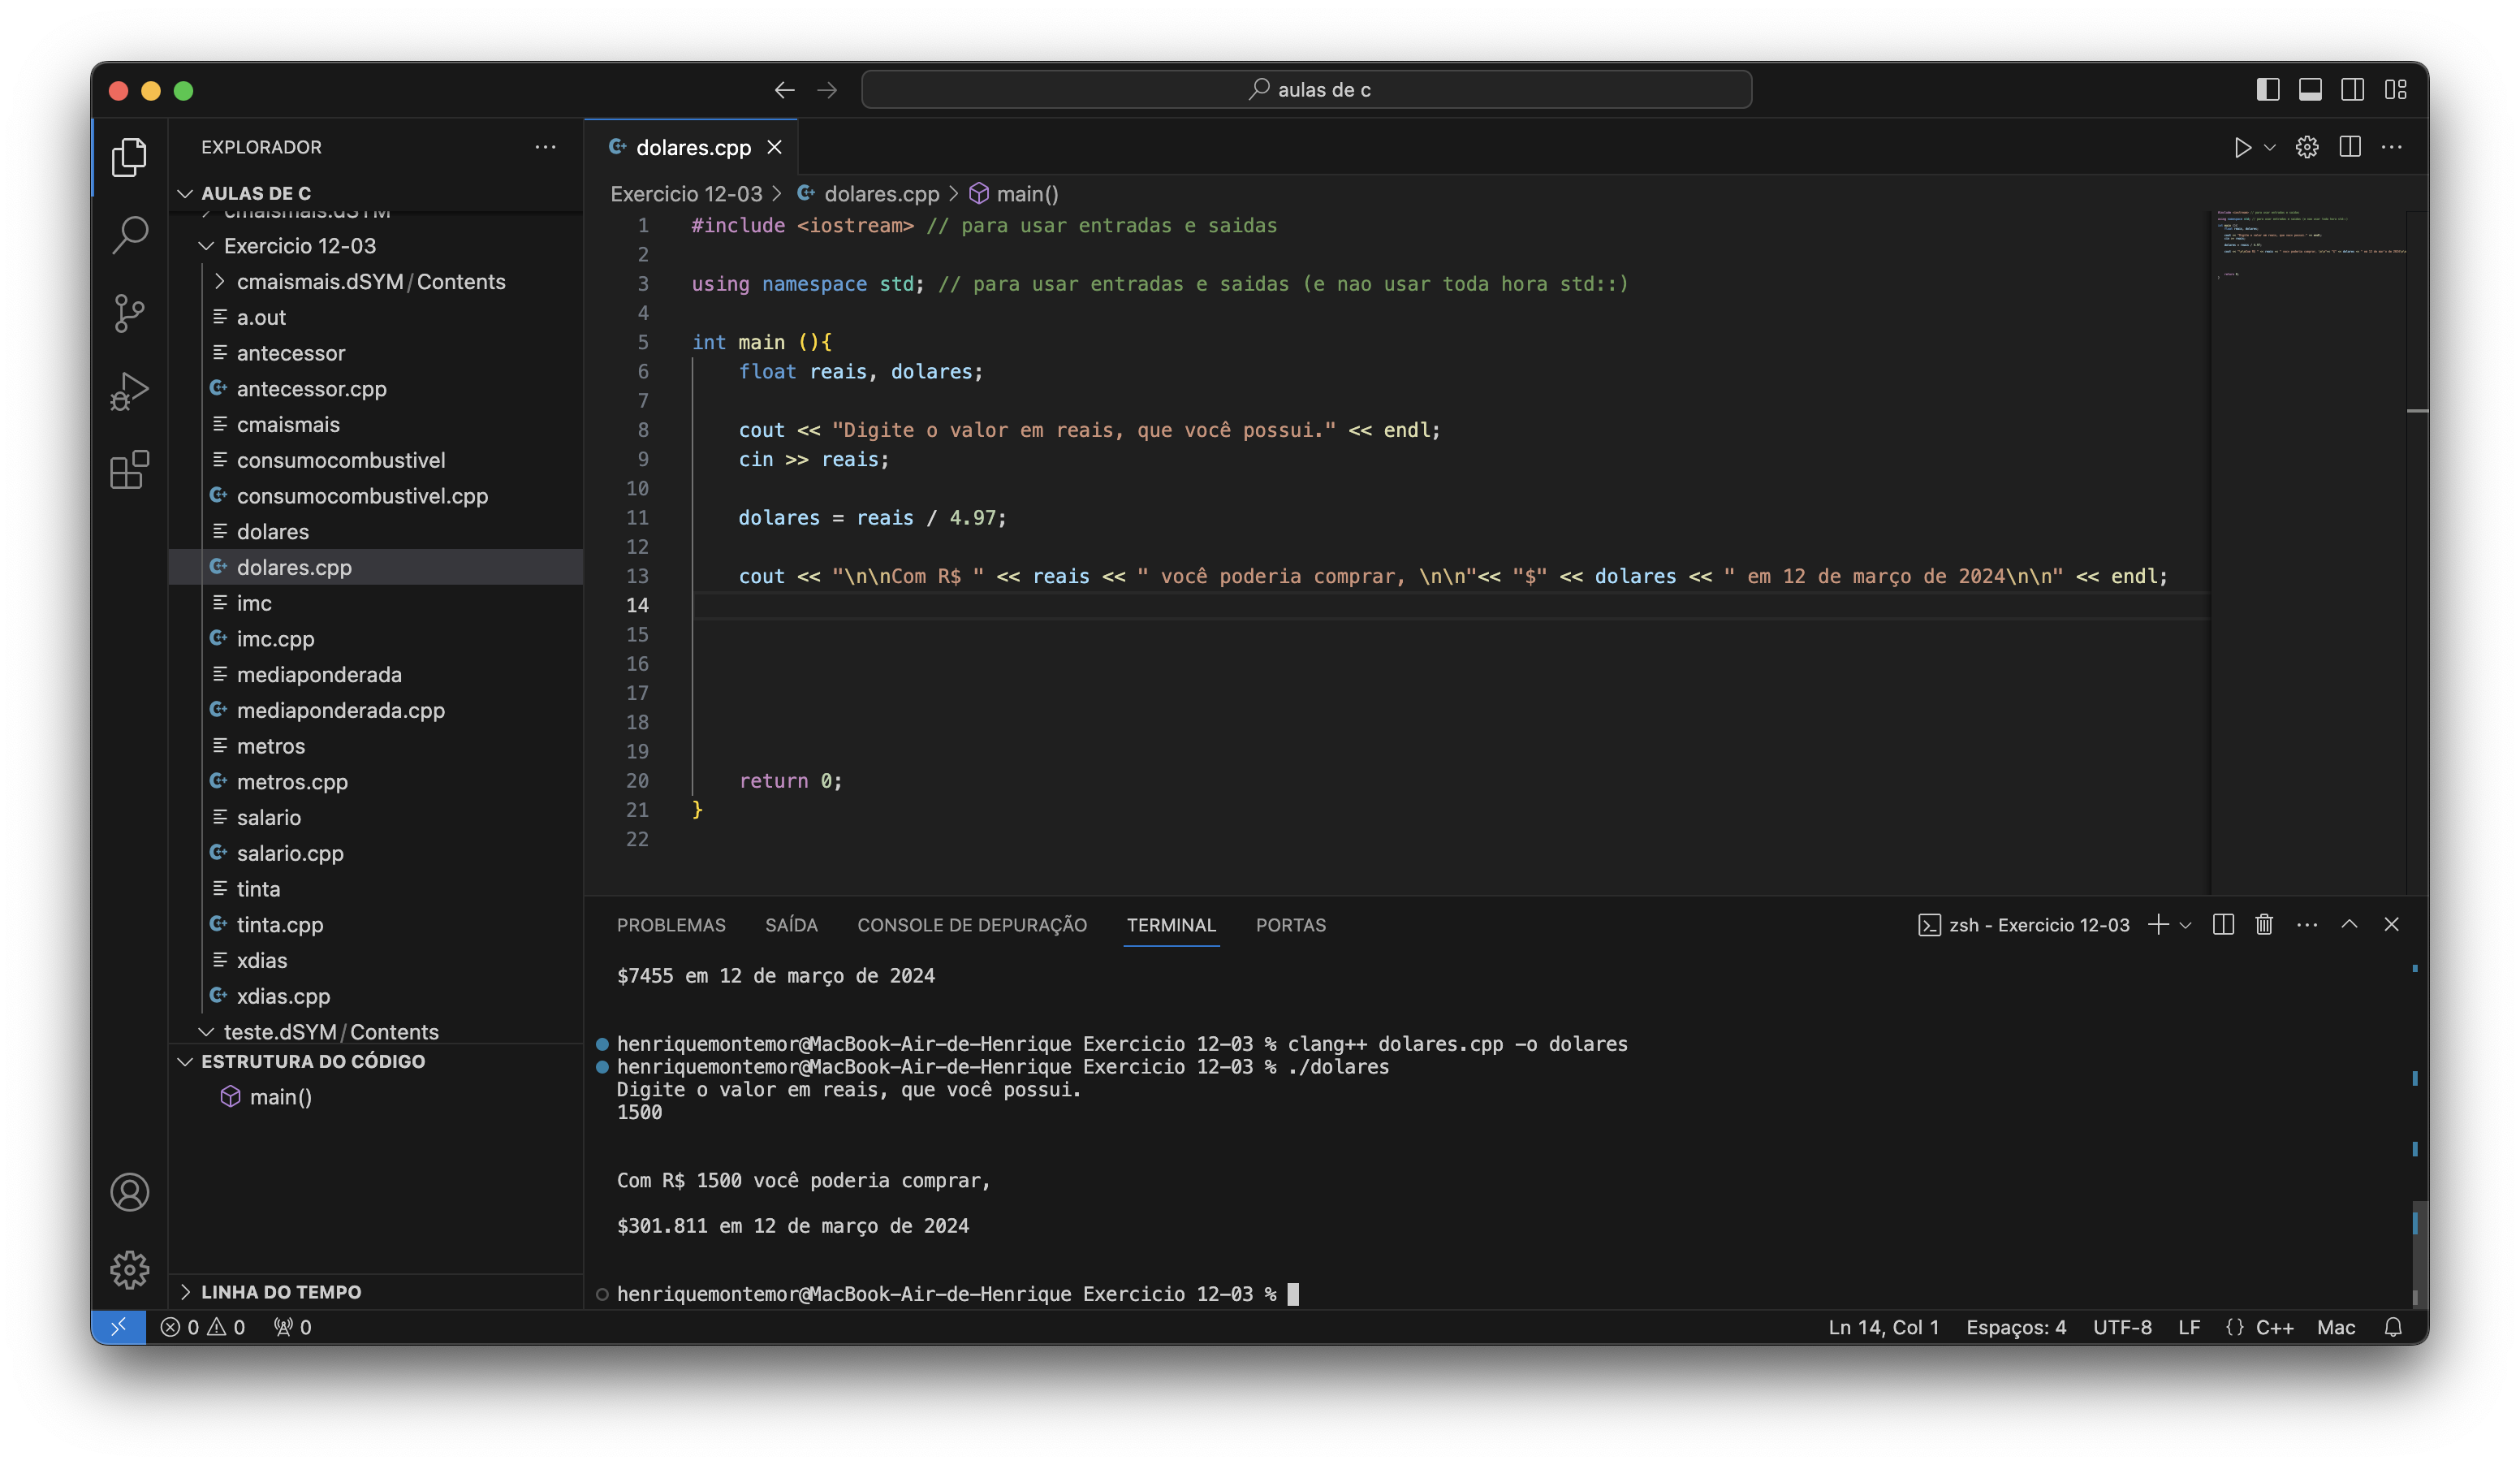 aulas de c
EXPLORADOR
AULAS DE C
cmaismais.dSYM
Exercicio 12-03
cmaismais.dSYM/Contents
a.out
antecessor
antecessor.cpp
cmaismais
consumocombustivel
consumocombustivel.cpp
dolares
dolares.cpp
imc
imc.cpp
mediaponderada
mediaponderada.cpp
metros
metros.cpp
salario
salario.cpp
tinta
tinta.cpp
xdias
xdias.cpp
teste.dSYM/Contents
ESTRUTURA DO CÓDIGO
main()
LINHA DO TEMPO
dolares.cpp
Exercicio 12-03 > dolares.cpp > main()
1 #include <iostream> // para usar entradas e saidas
2
3 using namespace std; // para usar entradas e saidas (e nao usar toda hora std::)
4
5 int main (){
6 float reais, dolares;
7
8 cout << "Digite o valor em reais, que você possui." << endl;
9 cin >> reais;
10
11 dolares = reais / 4.97;
12
13 cout << "\n\nCom R$ " << reais << " você poderia comprar, \n\n"<< "$" << dolares << " em 12 de março de 2024\n\n" << endl;
14
15
16
17
18
19
20 return 0;
21 }
22
PROBLEMAS SAÍDA CONSOLE DE DEPURAÇÃO TERMINAL PORTAS zsh - Exercicio 12-03
$7455 em 12 de março de 2024
henriquemontemor@MacBook-Air-de-Henrique Exercicio 12-03 % clang++ dolares.cpp -o dolares
henriquemontemor@MacBook-Air-de-Henrique Exercicio 12-03 % ./dolares
Digite o valor em reais, que você possui.
1500
Com R$ 1500 você poderia comprar,
$301.811 em 12 de março de 2024
henriquemontemor@MacBook-Air-de-Henrique Exercicio 12-03 %
0 0 0 Ln 14, Col 1 Espaços: 4 UTF-8 LF {} C++ Mac